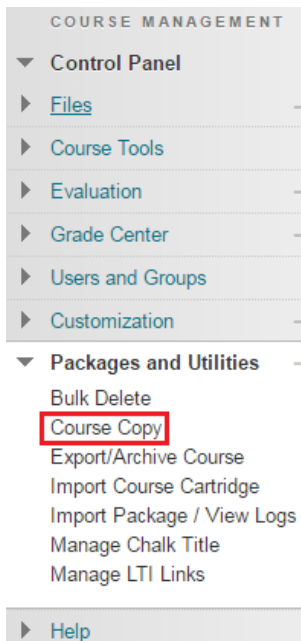 COURSE MANAGEMENT
Control Panel
Files
Course Tools
Evaluation
Grade Center
Users and Groups
Customization
Packages and Utilities
Bulk Delete
Course Copy
Export/Archive Course
Import Course Cartridge
Import Package / View Logs
Manage Chalk Title
Manage LTI Links
Help